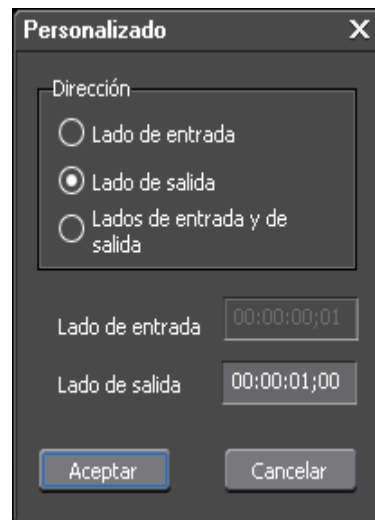 Personalizado
Dirección
Lado de entrada
Lado de salida
Lados de entrada y de
salida
Lado de entrada 00:00:00;01
Lado de salida 00:00:01;00
Aceptar Cancelar